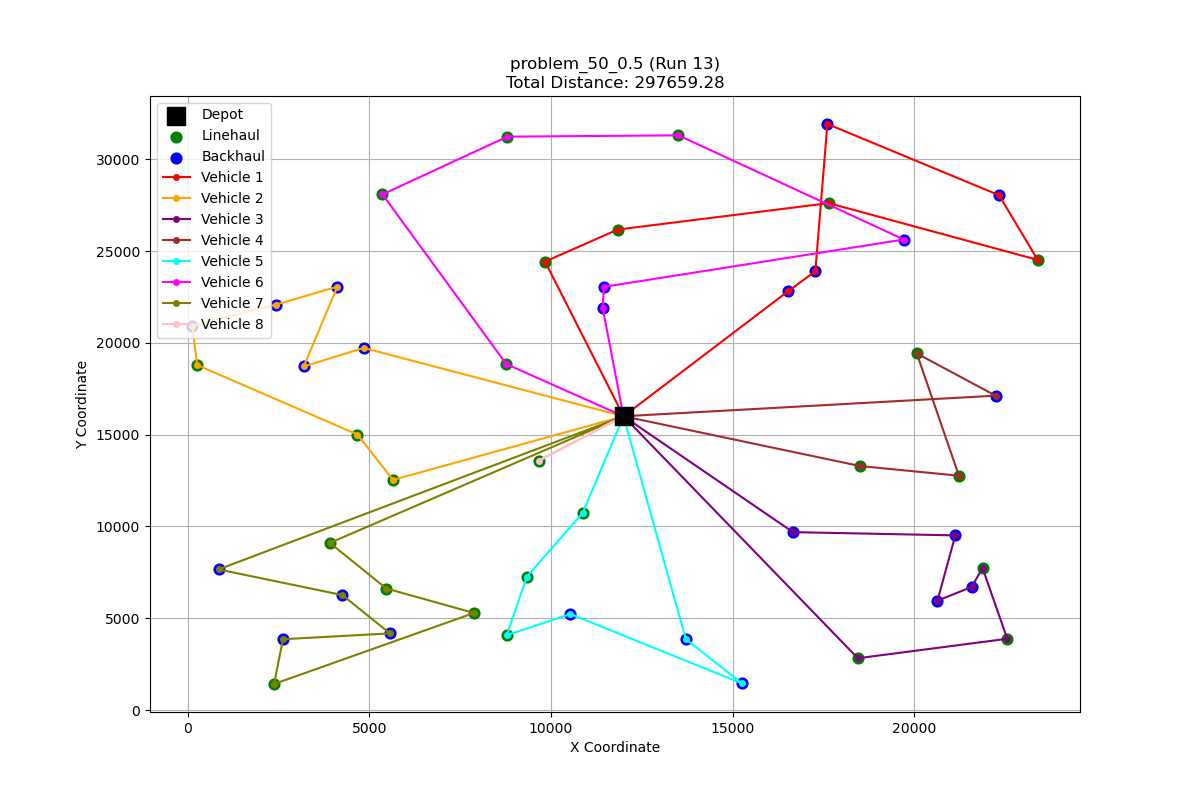 problem_50_0.5 (Run 13)
Total Distance: 297659.28
Depot
Linehaul
Backhaul
Vehicle 1
Vehicle 2
Vehicle 3
Vehicle 4
Vehicle 5
Vehicle 6
Vehicle 7
Vehicle 8
30000
25000
20000
15000
10000
5000
0
Y Coordinate
0 5000 10000 15000 20000
X Coordinate